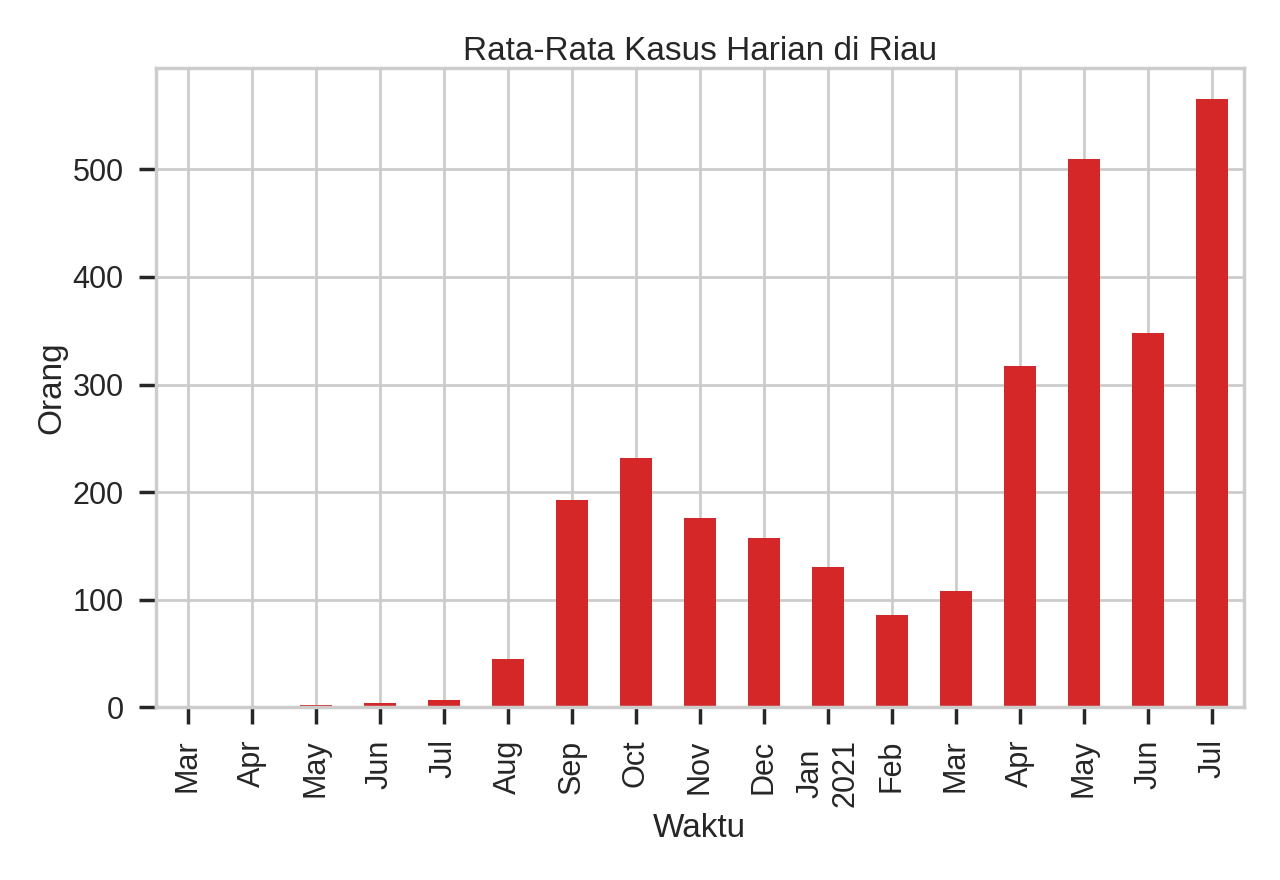 Rata-Rata Kasus Harian di Riau
500
400
300
200
100
0
Orang
Mar
Apr
May
Jun
Jul
Aug
Sep
Oct
Nov
Dec
Jan
2021
Feb
Mar
Apr
May
Jun
Jul
Waktu